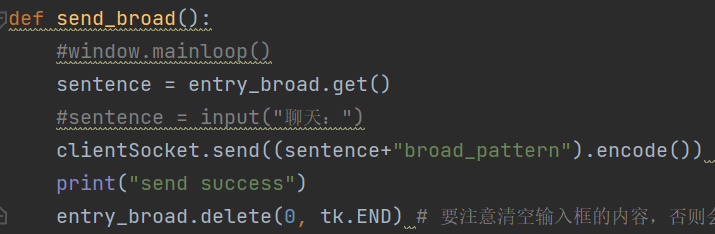 def send_broad():
    #window.mainloop()
    sentence = entry_broad.get()
    #sentence = input("聊天：")
    clientSocket.send((sentence+"broad_pattern").encode())
    print("send success")
    entry_broad.delete(0, tk.END) # 要注意清空输入框的内容，否则会